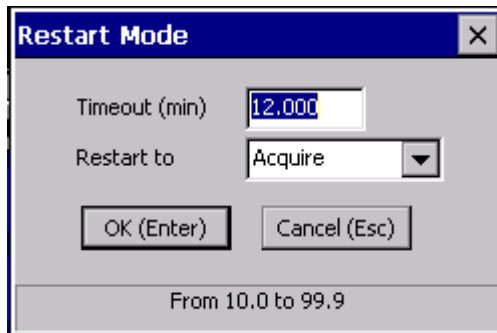 Restart Mode
Timeout (min) 12.000
Restart to Acquire
OK (Enter) Cancel (Esc)
From 10.0 to 99.9